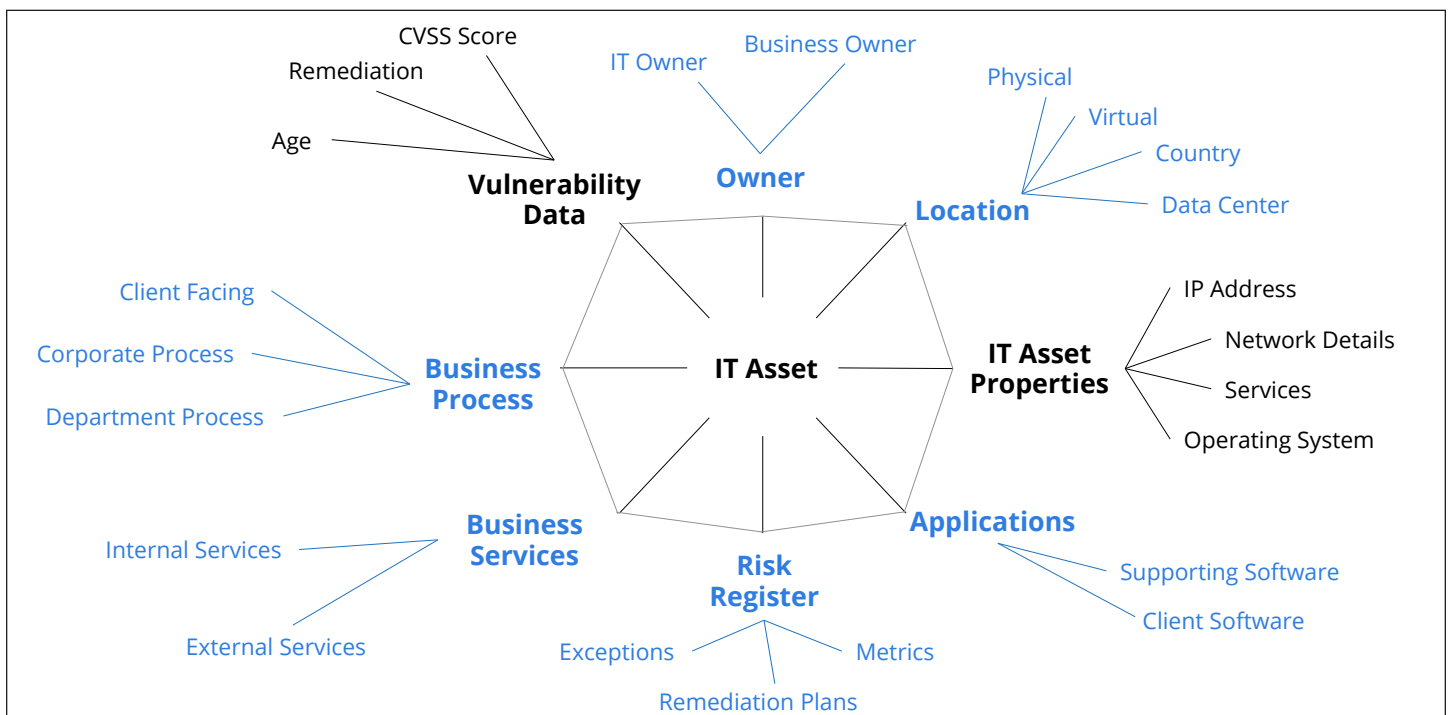 CVSS Score
Remediation
Age
Vulnerability
Data
IT Owner
Business Owner
Owner
Physical
Virtual
Country
Data Center
Location
Client Facing
Corporate Process
Department Process
Business
Process
IT Asset
IT Asset
Properties
IP Address
Network Details
Services
Operating System
Internal Services
External Services
Business
Services
Risk
Register
Exceptions
Remediation Plans
Metrics
Applications
Supporting Software
Client Software